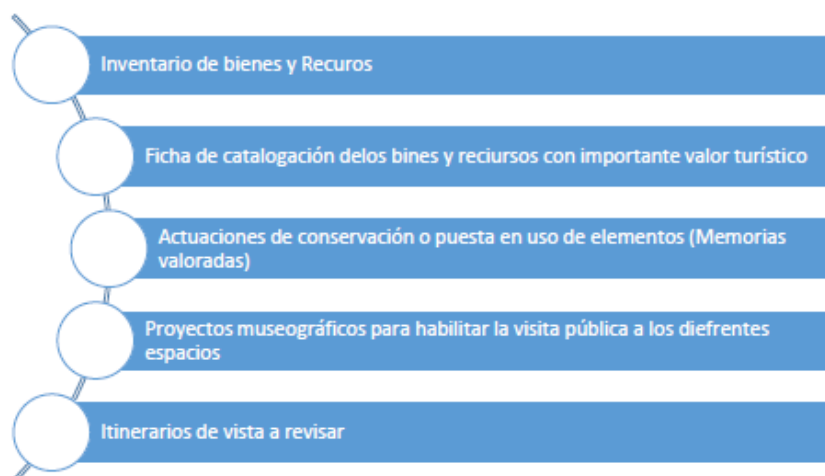 Inventario de bienes y Recuros
Ficha de catalogación delos bines y reciursos con importante valor turístico
Actuaciones de conservación o puesta en uso de elementos (Memorias
valoradas)
Proyectos museográficos para habilitar la visita pública a los diefrentes
espacios
Itinerarios de vista a revisar